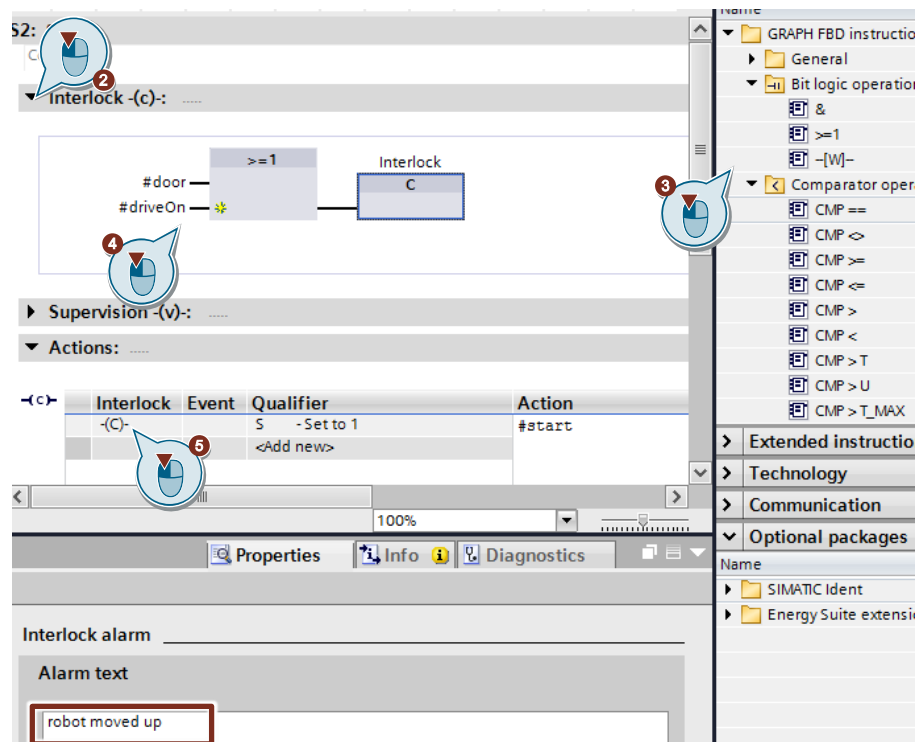 Name
S2:
2
Interlock -(c)-: .....
>=1
#door
#driveOn
Interlock
C
4
3
Supervision -(v)-: .....
Actions: .....
-(c)-
Interlock Event Qualifier Action
-(C)- S - Set to 1 #start
<Add new>
5
100%
Properties Info Diagnostics
Interlock alarm
Alarm text
robot moved up
GRAPH FBD instructio
General
Bit logic operation
&
>=1
--[W]--
Comparator opera
CMP ==
CMP <>
CMP >=
CMP <=
CMP >
CMP <
CMP > T
CMP > U
CMP > T_MAX
Extended instructio
Technology
Communication
Optional packages
Name
SIMATIC Ident
Energy Suite extensi